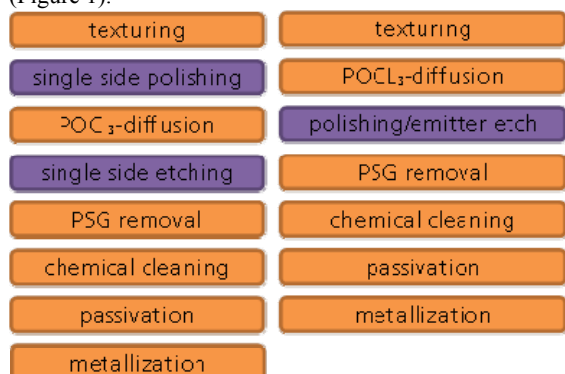 (Figure 1).
texturing
single side polishing
POCl₃-diffusion
single side etching
PSG removal
chemical cleaning
passivation
metallization
texturing
POCL₃-diffusion
polishing/emitter etch
PSG removal
chemical cleaning
passivation
metallization